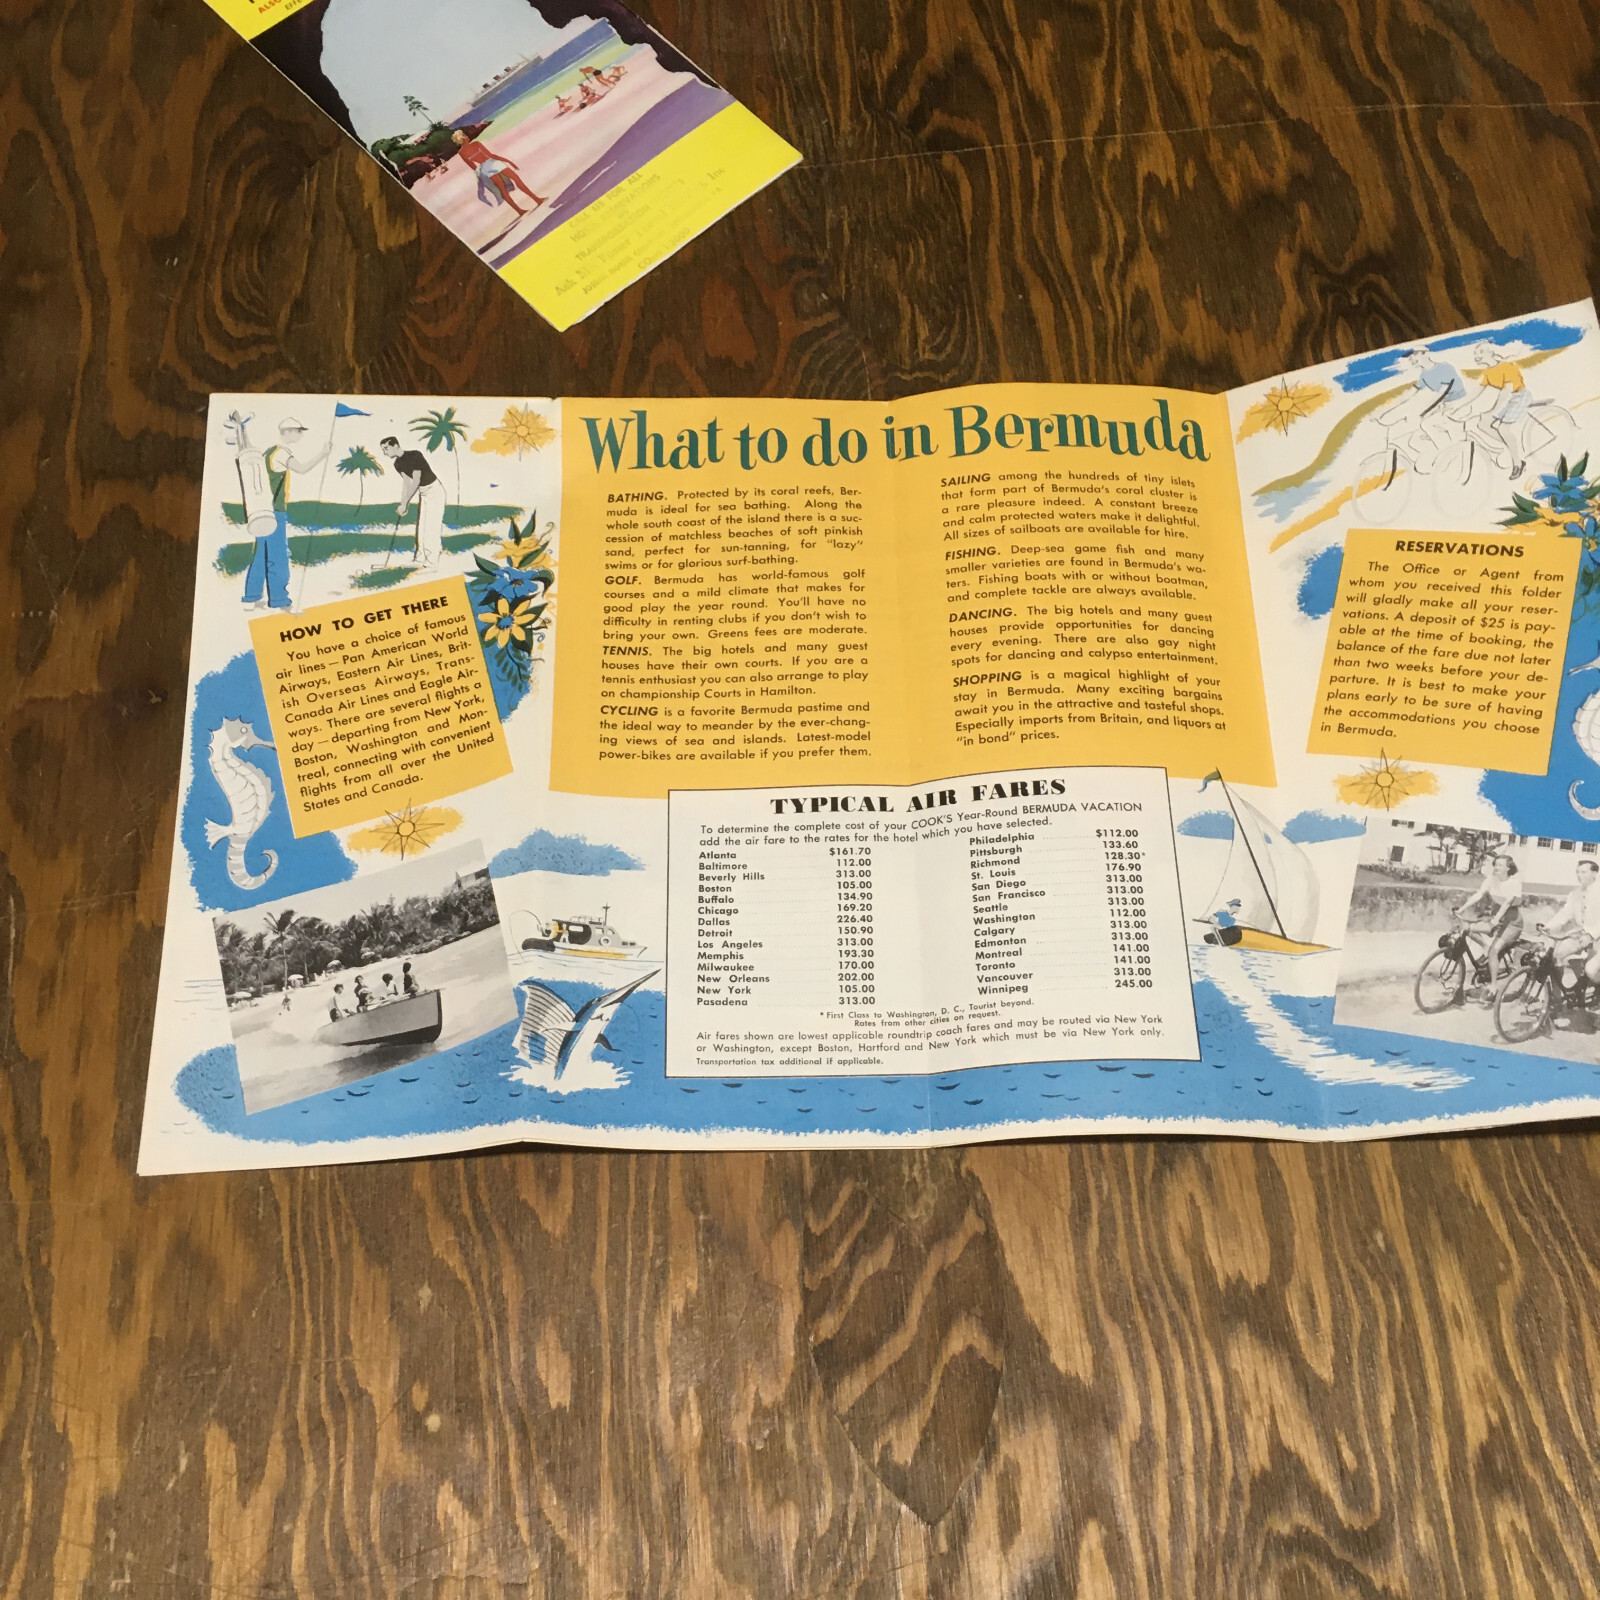 ALSO
CALL US FOR ALL
HOTEL RESERVATIONS
TRANSPORTATION
HOW TO GET THERE
You have a choice of famous
air lines — Pan American World
Airways, Eastern Air Lines, Brit-
ish Overseas Airways, Trans-
Canada Air Lines and Eagle Air-
ways. There are several flights a
day — departing from New York,
Boston, Washington and Mon-
treal, connecting with convenient
flights from all over the United
States and Canada.
What to do in Bermuda
BATHING. Protected by its coral reefs, Ber-
muda is ideal for sea bathing. Along the
whole south coast of the island there is a suc-
cession of matchless beaches of soft pinkish
sand, perfect for sun-tanning, for "lazy"
swims or for glorious surf-bathing.
GOLF. Bermuda has world-famous golf
courses and a mild climate that makes for
good play the year round. You'll have no
difficulty in renting clubs if you don't wish to
bring your own. Greens fees are moderate.
TENNIS. The big hotels and many guest
houses have their own courts. If you are a
tennis enthusiast you can also arrange to play
on championship Courts in Hamilton.
CYCLING is a favorite Bermuda pastime and
the ideal way to meander by the ever-chang-
ing views of sea and islands. Latest-model
power-bikes are available if you prefer them.
SAILING among the hundreds of tiny islets
that form part of Bermuda's coral cluster is
a rare pleasure indeed. A constant breeze
and calm protected waters make it delightful.
All sizes of sailboats are available for hire.
FISHING. Deep-sea game fish and many
smaller varieties are found in Bermuda's wa-
ters. Fishing boats with or without boatman,
and complete tackle are always available.
DANCING. The big hotels and many guest
houses provide opportunities for dancing
every evening. There are also gay night
spots for dancing and calypso entertainment.
SHOPPING is a magical highlight of your
stay in Bermuda. Many exciting bargains
await you in the attractive and tasteful shops.
Especially imports from Britain, and liquors at
"in bond" prices.
TYPICAL AIR FARES
To determine the complete cost of your COOK'S Year-Round BERMUDA VACATION
add the air fare to the rates for the hotel which you have selected.
Atlanta $161.70
Baltimore 112.00
Beverly Hills 313.00
Boston 105.00
Buffalo 134.90
Chicago 169.20
Dallas 226.40
Detroit 150.90
Los Angeles 313.00
Memphis 193.30
Milwaukee 170.00
New Orleans 202.00
New York 105.00
Pasadena 313.00
Philadelphia $112.00
Pittsburgh 133.60
Richmond 128.30*
St. Louis 176.90
San Diego 313.00
San Francisco 313.00
Seattle 313.00
Washington 112.00
Calgary 313.00
Edmonton 313.00
Montreal 141.00
Toronto 141.00
Vancouver 313.00
Winnipeg 245.00
* First Class to Washington, D. C., Tourist beyond.
Rates from other cities on request.
Air fares shown are lowest applicable roundtrip coach fares and may be routed via New York
or Washington, except Boston, Hartford and New York which must be via New York only.
Transportation tax additional if applicable.
RESERVATIONS
The Office or Agent from
whom you received this folder
will gladly make all your reser-
vations. A deposit of $25 is pay-
able at the time of booking, the
balance of the fare due not later
than two weeks before your de-
parture. It is best to make your
plans early to be sure of having
the accommodations you choose
in Bermuda.